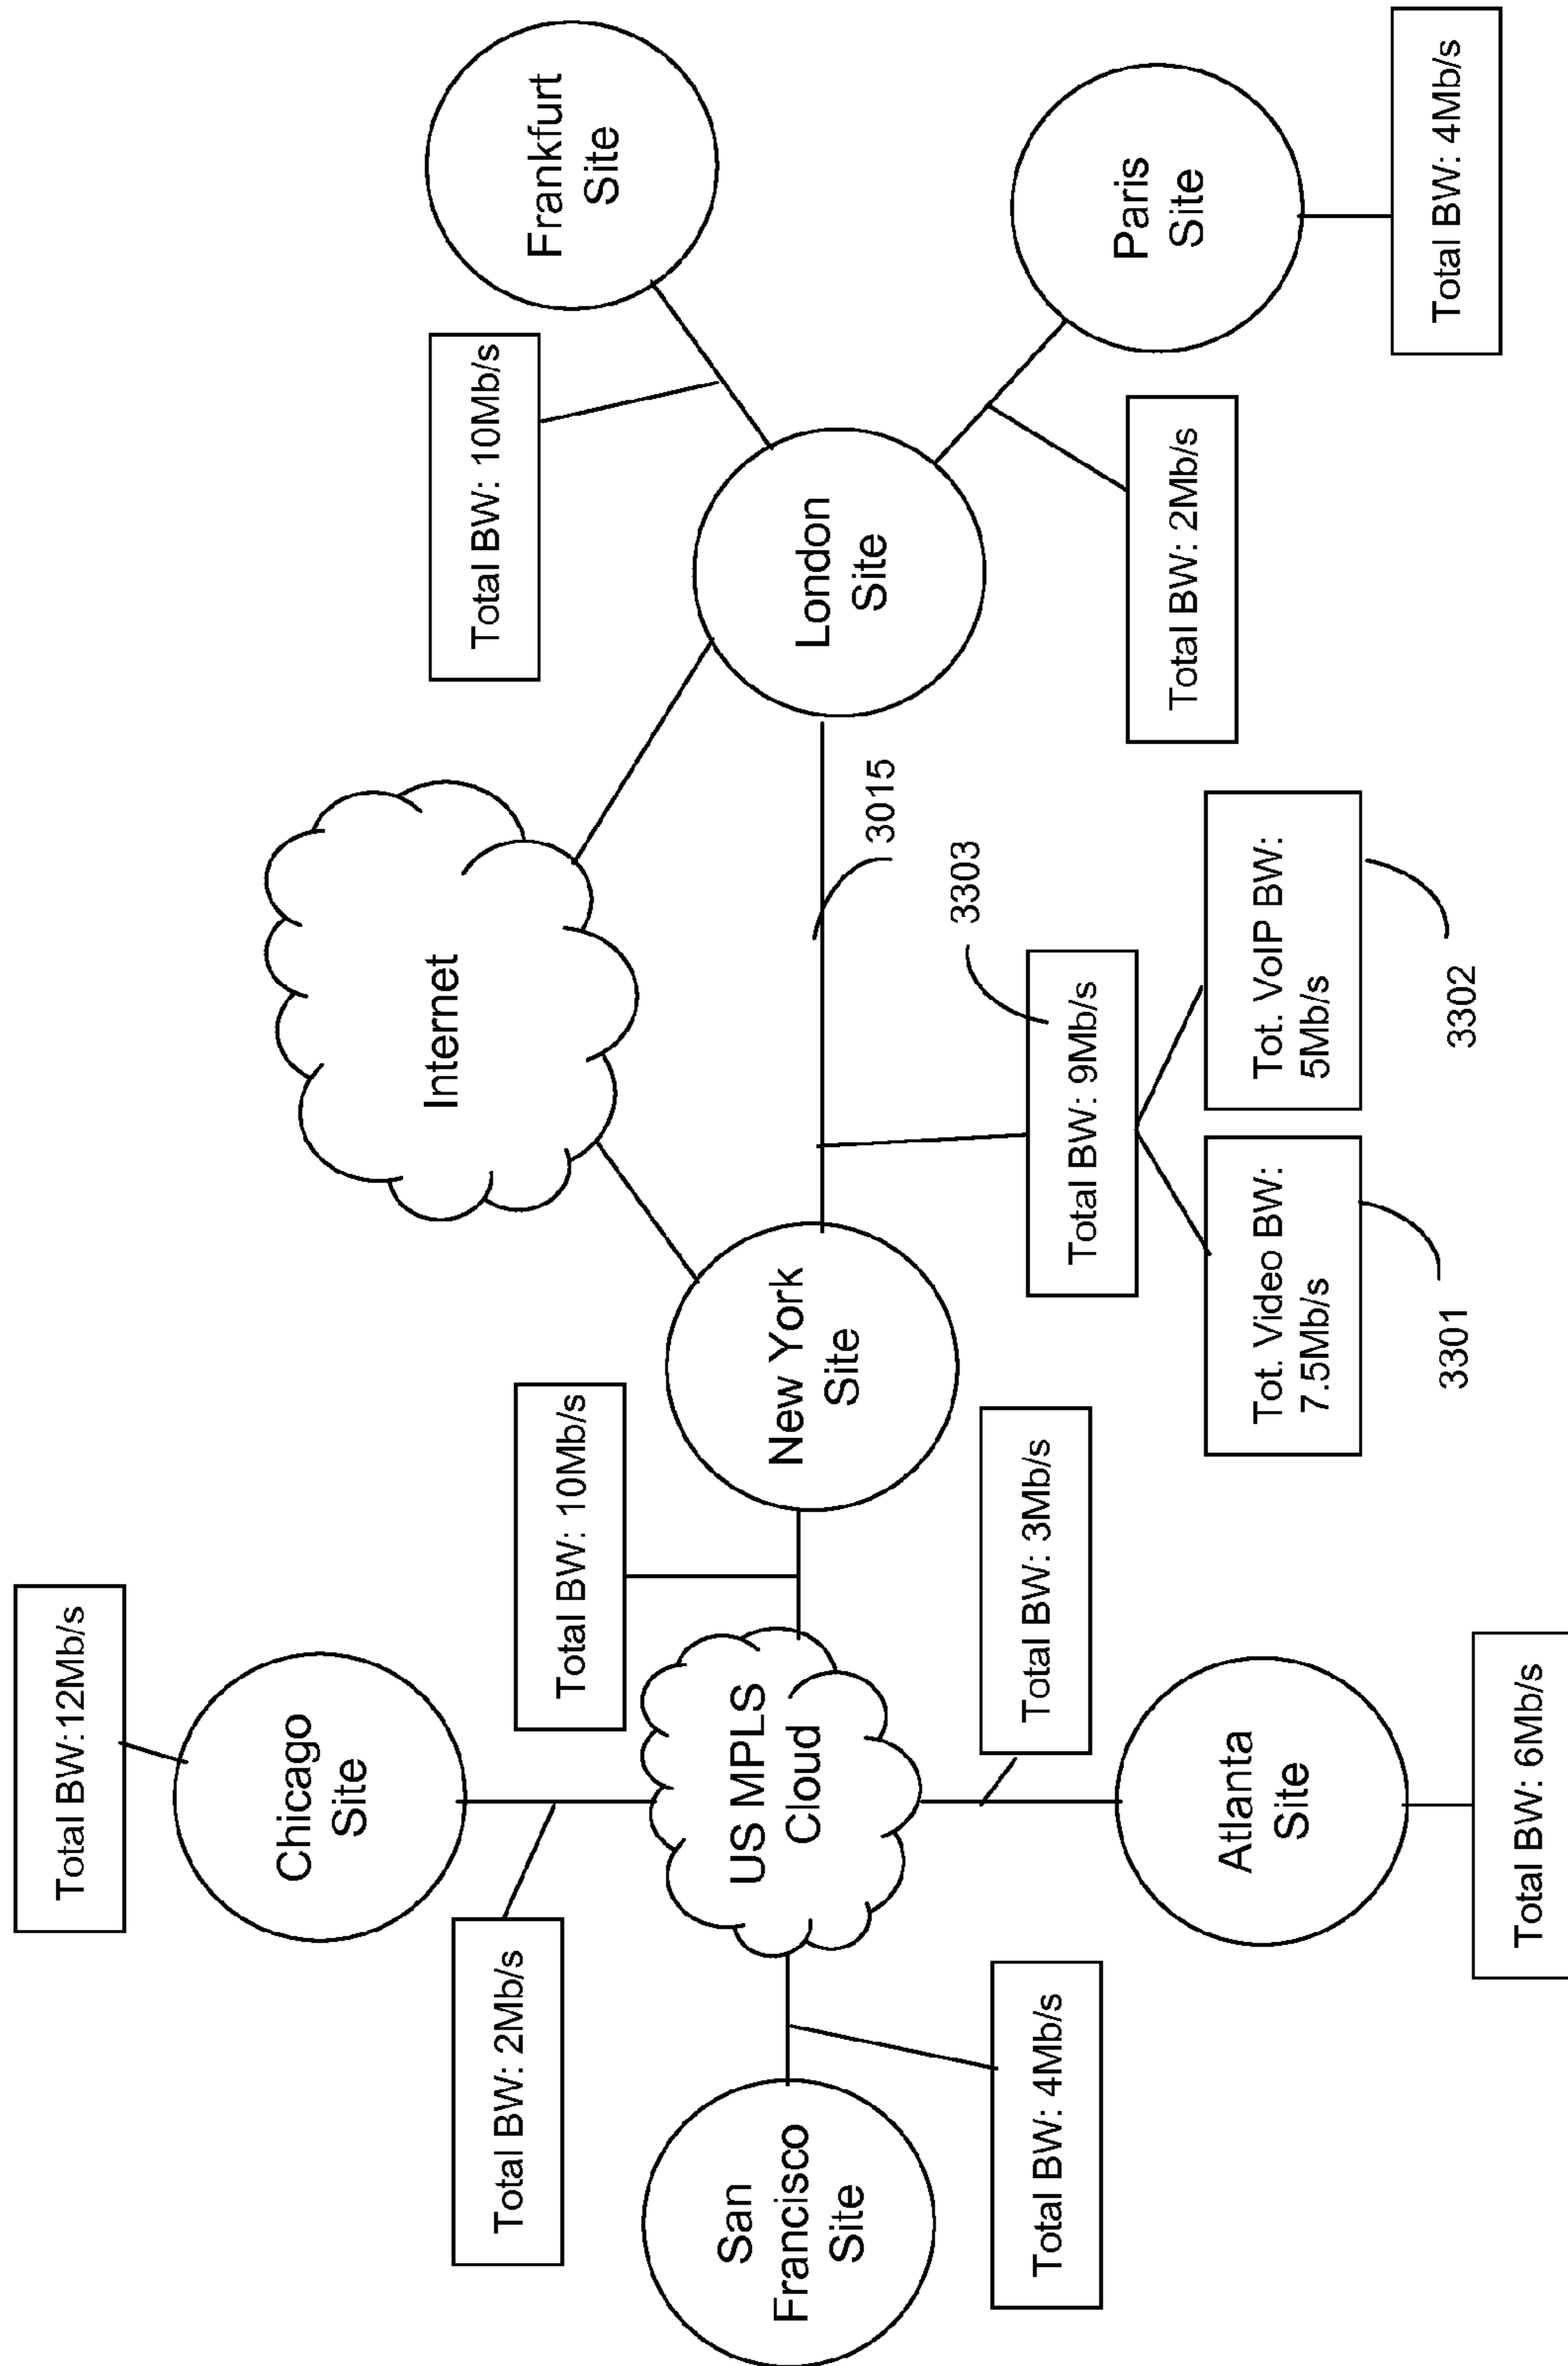 Total BW:12Mb/s
Chicago
Site
Total BW: 2Mb/s
San
Francisco
Site
Total BW: 4Mb/s
US MPLS
Cloud
Total BW: 10Mb/s
Total BW: 3Mb/s
Atlanta
Site
Total BW: 6Mb/s
New York
Site
Internet
3015
3303
Total BW: 9Mb/s
Tot. Video BW:
7.5Mb/s
3301
Tot. VoIP BW:
5Mb/s
3302
London
Site
Total BW: 10Mb/s
Frankfurt
Site
Total BW: 2Mb/s
Paris
Site
Total BW: 4Mb/s